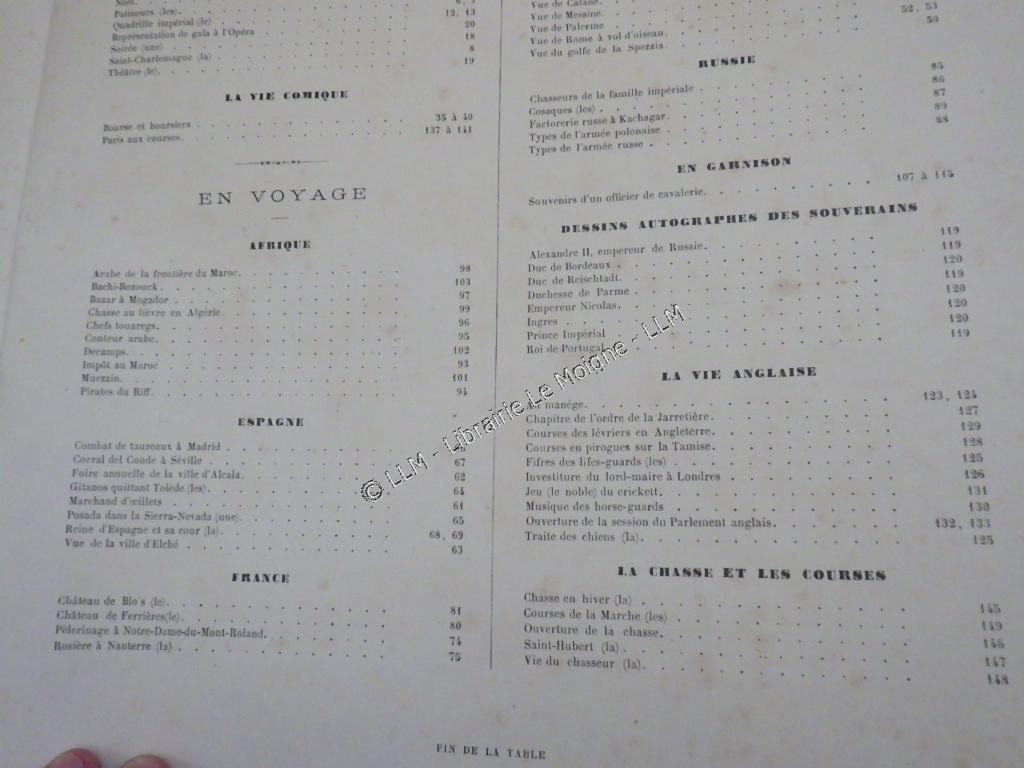 Noël.
Patineurs (les). 12, 13
Quadrille impérial (le) 20
Représentation de gala à l'Opéra 18
Soirée (une) 8
Saint-Charlemagne (la) 19
Théâtre (le).
LA VIE COMIQUE
Bourse et boursiers 35 à 40
Paris aux courses. 137 à 141
EN VOYAGE
AFRIQUE
Arabe de la frontière du Maroc. 98
Bachi-Bozouck. 103
Bazar à Mogador 97
Chasse au lièvre en Algérie. 99
Chefs touaregs. 96
Conteur arabe. 95
Decamps. 102
Impôt au Maroc 93
Muezzin. 101
Pirates du Riff. 94
ESPAGNE
Combat de taureaux à Madrid
Corral del Conde à Séville 67
Foire annuelle de la ville d'Alcala. 62
Gitanos quittant Tolède (les). 64
Marchand d'œillets 61
Posada dans la Sierra-Nevada (une). 65
Reine d'Espagne et sa cour (la) 68, 69
Vue de la ville d'Elché 63
FRANCE
Château de Blo's (le). 81
Château de Ferrières (le). 80
Pèlerinage à Notre-Dame-du-Mont-Roland. 74
Rosière à Nanterre (la) 75
Vue de Catane.
Vue de Messine.
Vue de Palerme 52, 53
Vue de Rome à vol d'oiseau. 50
Vue du golfe de la Spezzia.
RUSSIE
Chasseurs de la famille impériale 85
Cosaques (les) 86
Factorerie russe à Kachagar. 87
Types de l'armée polonaise 89
Types de l'armée russe 88
EN GARNISON
Souvenirs d'un officier de cavalerie. 107 à 115
DESSINS AUTOGRAPHES DES SOUVERAINS
Alexandre II, empereur de Russie. 119
Duc de Bordeaux 119
Duc de Reischtadt. 120
Duchesse de Parme 119
Empereur Nicolas. 120
Ingres 120
Prince Impérial 120
Roi de Portugal 119
LA VIE ANGLAISE
manège. 123, 124
Chapitre de l'ordre de la Jarretière. 127
Courses des lévriers en Angleterre. 129
Courses en pirogues sur la Tamise. 128
Fifres des lifes-guards (les) 125
Investiture du lord-maire à Londres 126
Jeu (le noble) du crickett. 131
Musique des horse-guards 130
Ouverture de la session du Parlement anglais. 132, 133
Traite des chiens (la). 125
LA CHASSE ET LES COURSES
Chasse en hiver (la) 145
Courses de la Marche (les) 149
Ouverture de la chasse. 146
Saint-Hubert (la) 147
Vie du chasseur (la). 148
FIN DE LA TABLE
© LLM - Librairie Le Moigne - LLM